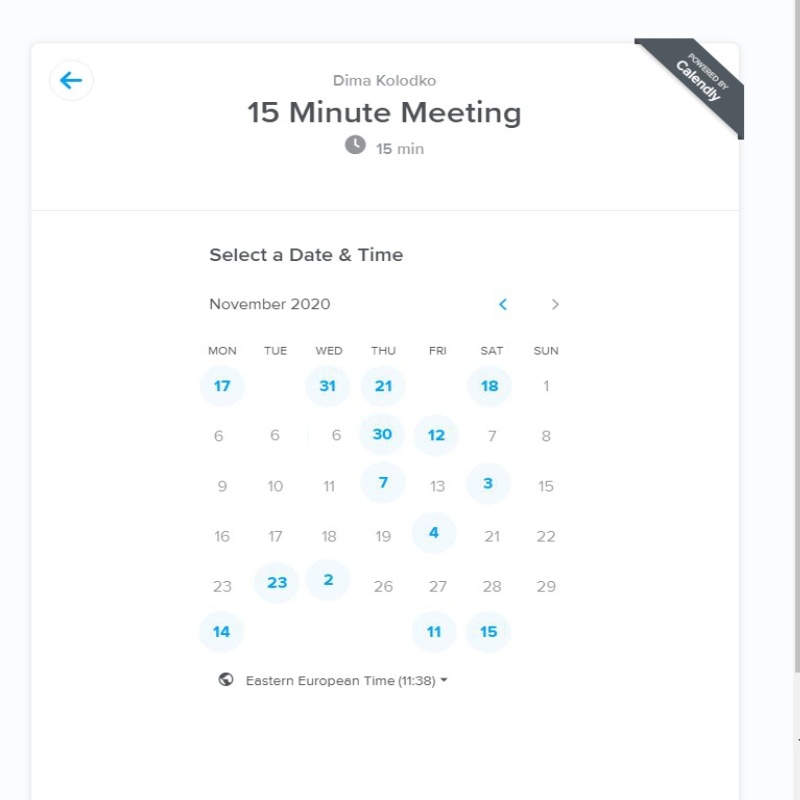 POWERED BY
Calendly
Dima Kolodko
15 Minute Meeting
15 min
Select a Date & Time
November 2020
MON TUE WED THU FRI SAT SUN
17 31 21 18 1
6 6 6 30 12 7 8
9 10 11 7 13 3 15
16 17 18 19 4 21 22
23 23 2 26 27 28 29
14 11 15
Eastern European Time (11:38)